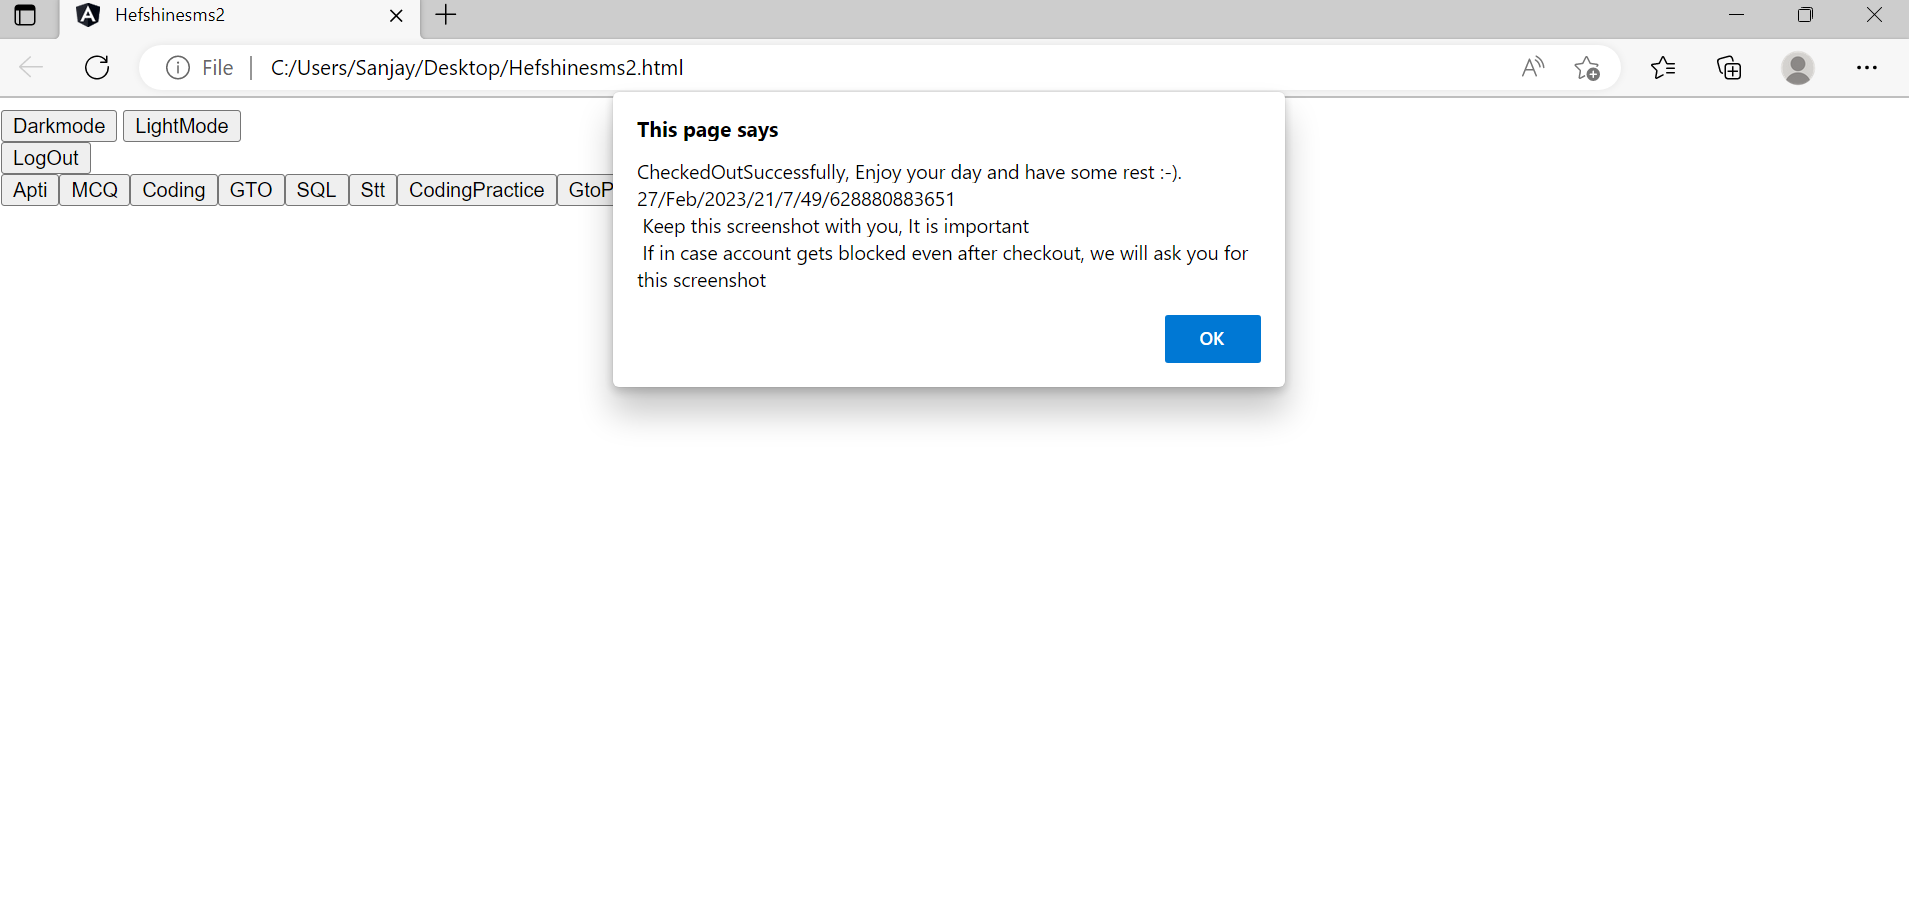 Hefshinesms2
File C:/Users/Sanjay/Desktop/Hefshinesms2.html
Darkmode LightMode
LogOut
Apti MCQ Coding GTO SQL Stt CodingPractice GtoP
This page says
CheckedOutSuccessfully, Enjoy your day and have some rest :-).
27/Feb/2023/21/7/49/628880883651
Keep this screenshot with you, It is important
If in case account gets blocked even after checkout, we will ask you for
this screenshot
OK